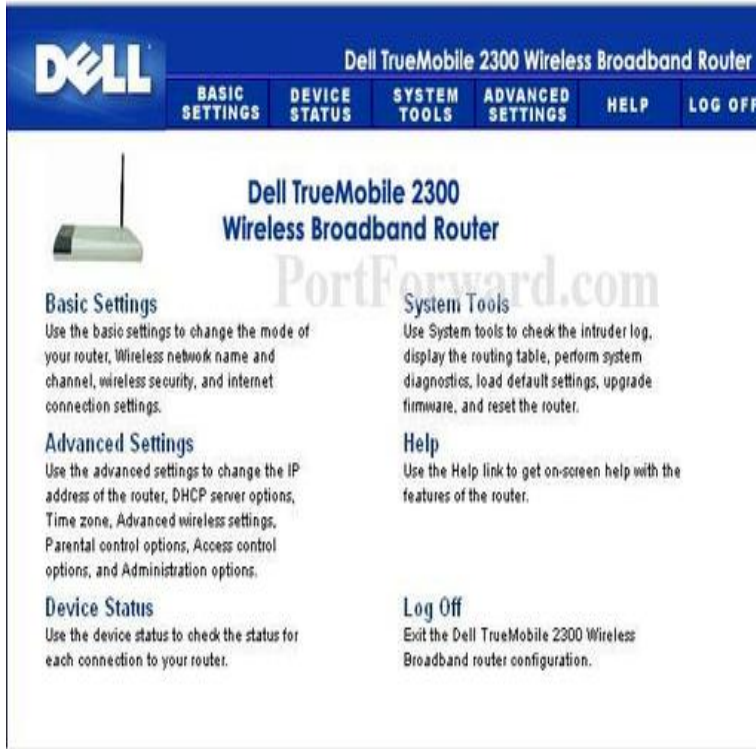 DELL
Dell TrueMobile 2300 Wireless Broadband Router
BASIC SETTINGS
DEVICE STATUS
SYSTEM TOOLS
ADVANCED SETTINGS
HELP
LOG OFF
Dell TrueMobile 2300
Wireless Broadband Router
PortForward.com
Basic Settings
Use the basic settings to change the mode of
your router, Wireless network name and
channel, wireless security, and internet
connection settings.
Advanced Settings
Use the advanced settings to change the IP
address of the router, DHCP server options,
Time zone, Advanced wireless settings,
Parental control options, Access control
options, and Administration options.
Device Status
Use the device status to check the status for
each connection to your router.
System Tools
Use System tools to check the intruder log,
display the routing table, perform system
diagnostics, load default settings, upgrade
firmware, and reset the router.
Help
Use the Help link to get on-screen help with the
features of the router.
Log Off
Exit the Dell TrueMobile 2300 Wireless
Broadband router configuration.